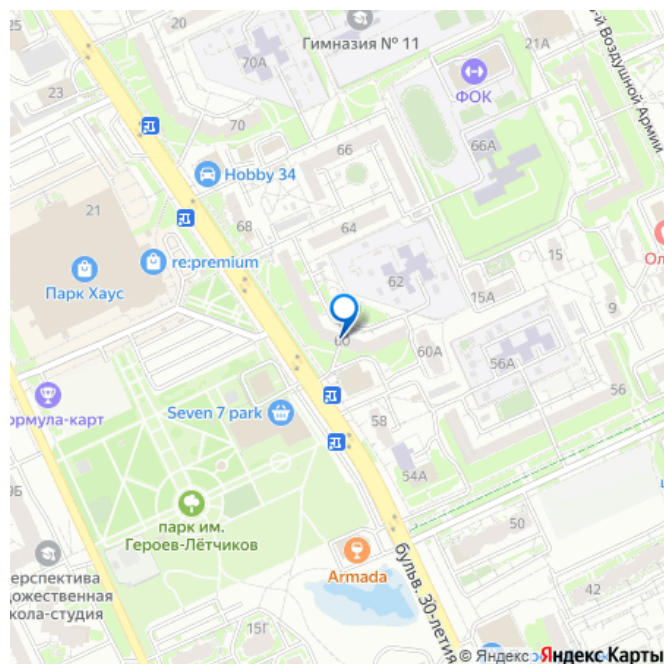 Гимназия № 11
21А
-й Воздушной Армии
70А
23
ФОК
70
66
66А
Hobby 34
21
68
64
re:premium
Парк Хаус
62
15
Ол
15А
9
60
60А
56А
56
ормула-карт
Seven 7 park
58
9Б
54А
парк им.
Героев-Лётчиков
50
ерспектива
дожественная
кола-студия
Armada
42
бульв. 30-летия
15Г
© Яндекс
Яндекс Карты